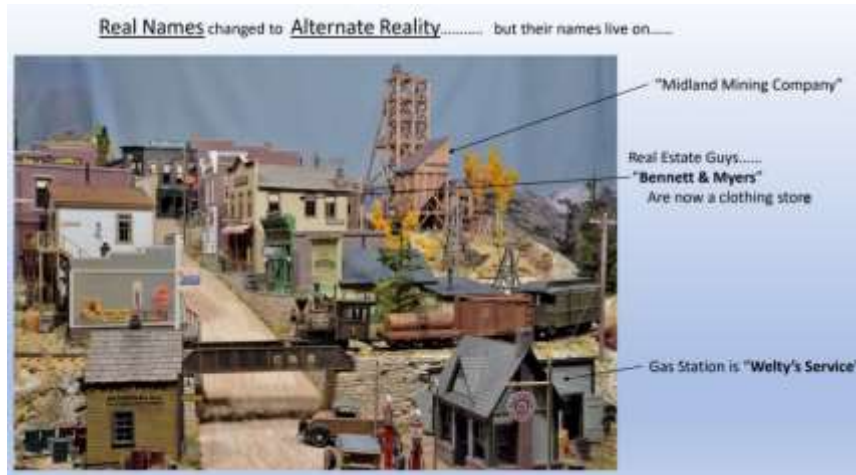 Real Names changed to Alternate Reality.......... but their names live on......
"Midland Mining Company"
Real Estate Guys......
"Bennett & Myers"
Are now a clothing store
Gas Station is "Welty's Service"